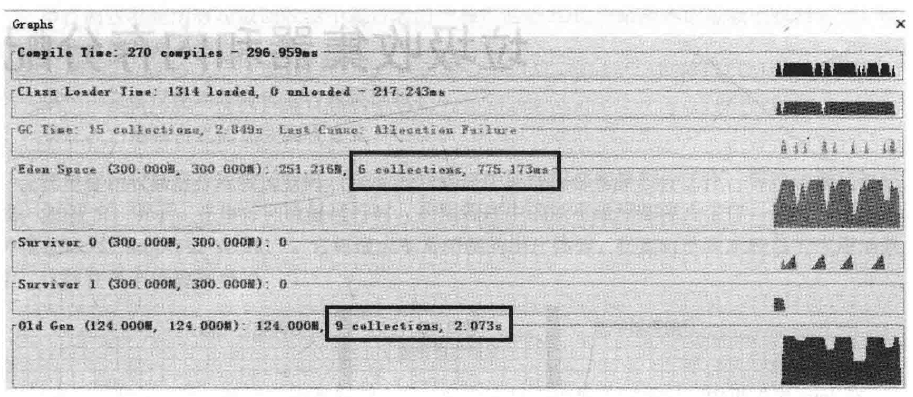 Graphs
Compile Time: 270 compiles - 296.959ms
Class Loader Time: 1314 loaded, 0 unloaded - 217.243ms
GC Time: 15 collections, 2.849s Last Cause: Allocation Failure
Eden Space (300.000M, 300.000M): 251.216M, 6 collections, 775.173ms
Survivor 0 (300.000M, 300.000M): 0
Survivor 1 (300.000M, 300.000M): 0
Old Gen (124.000M, 124.000M): 124.000M, 9 collections, 2.073s